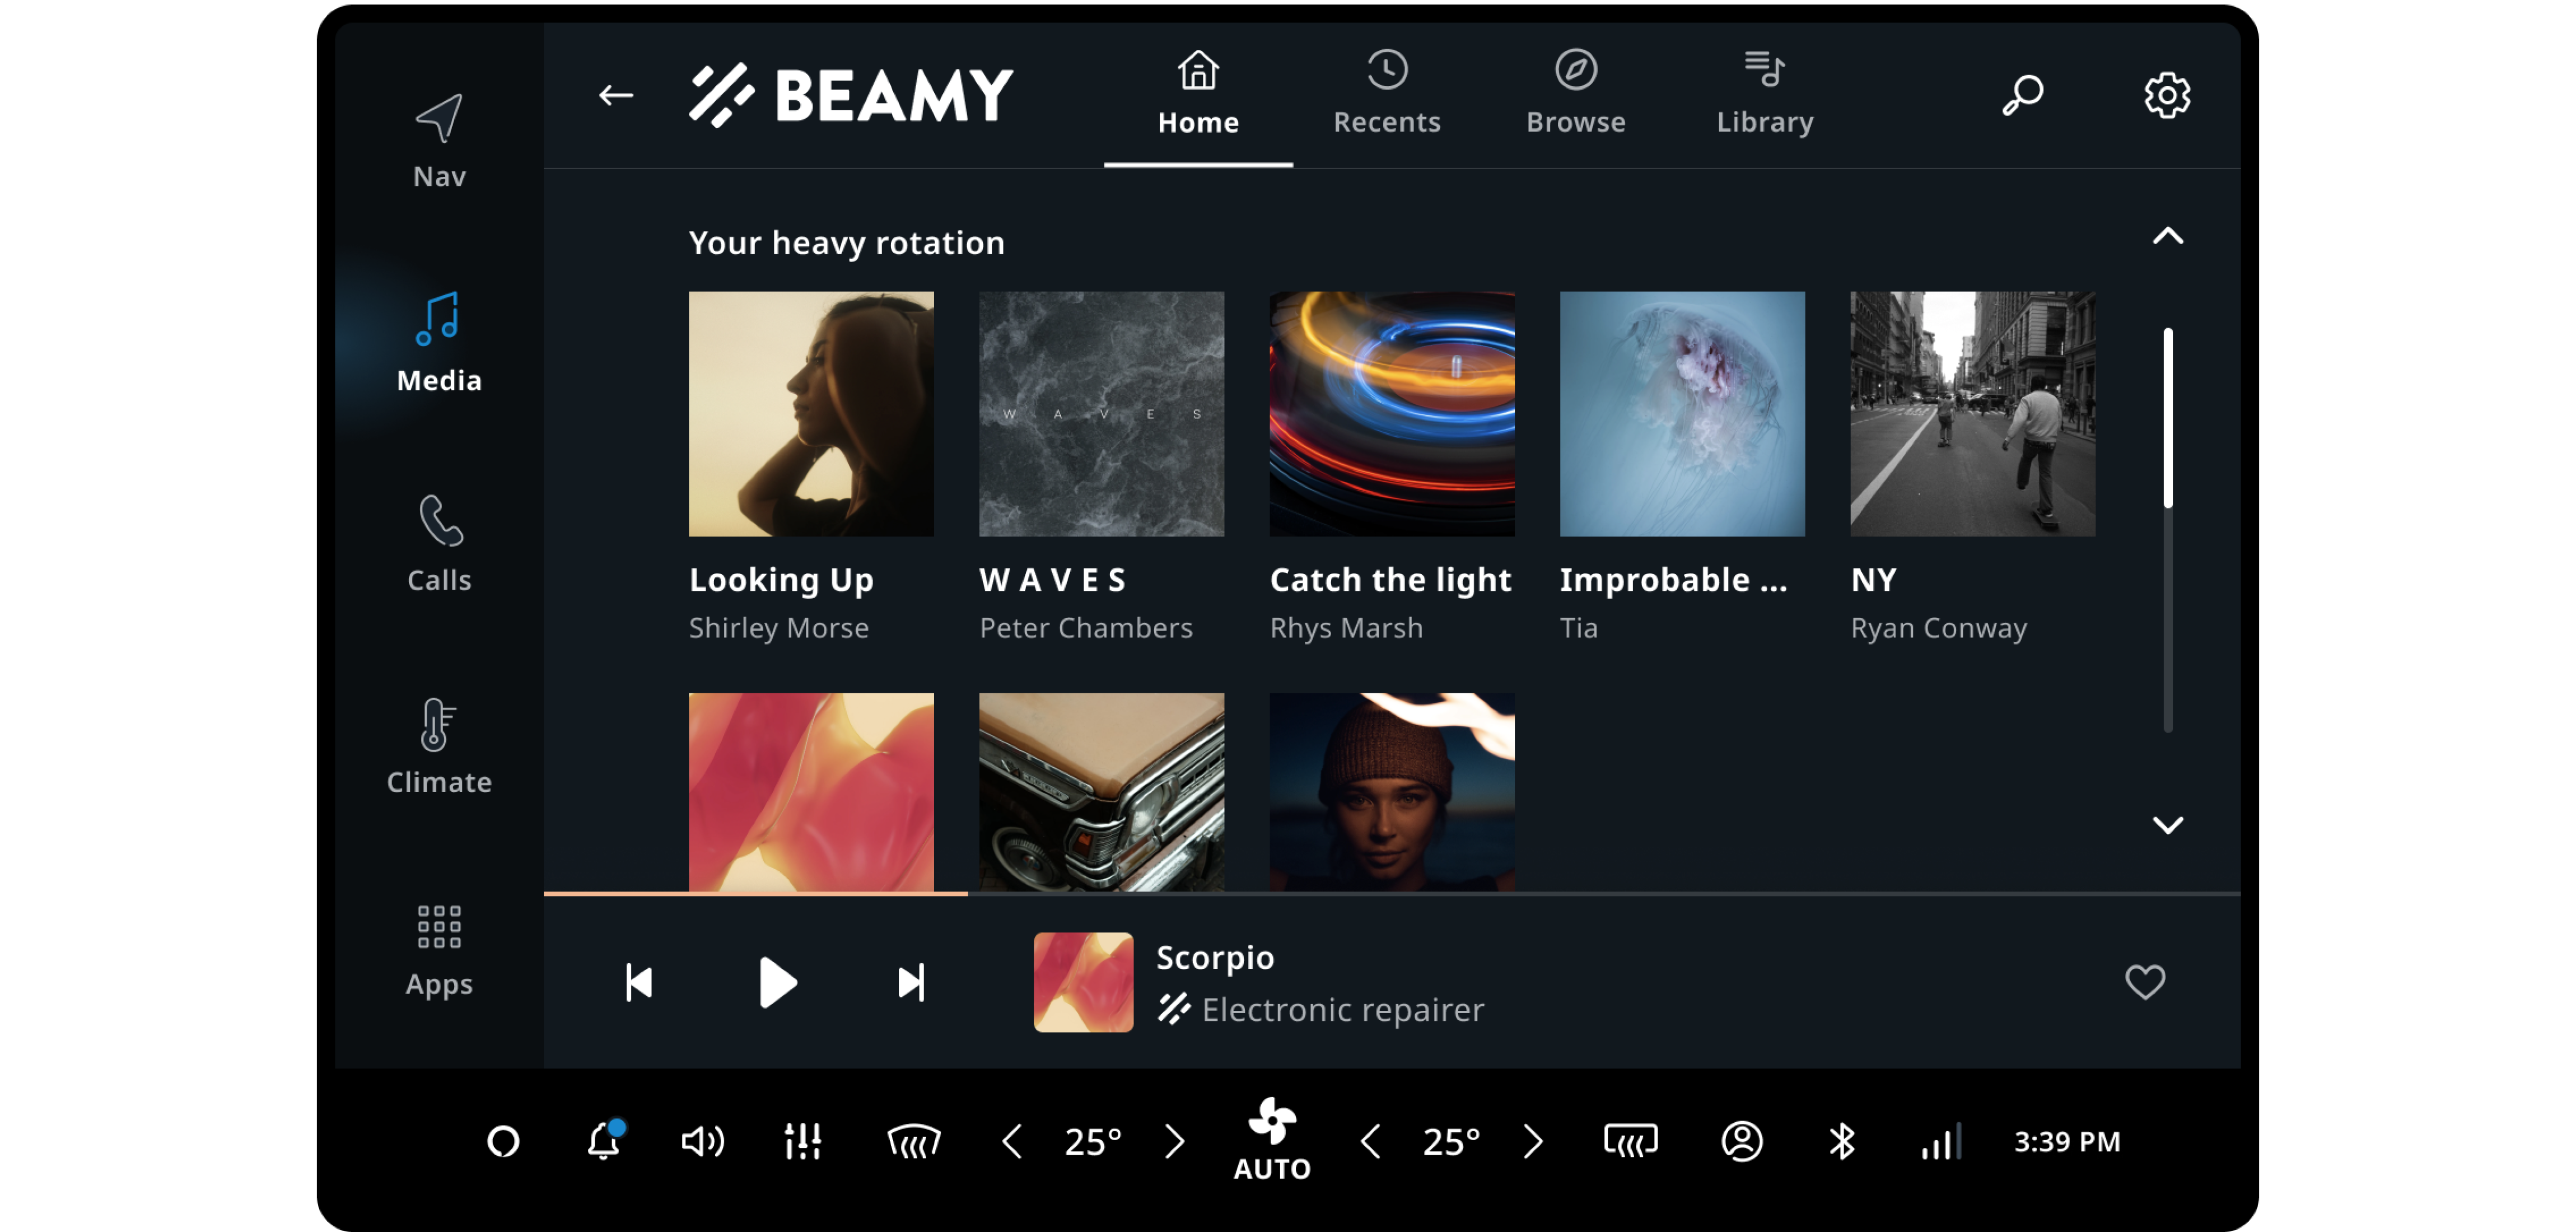 Nav
Media
Calls
Climate
Apps
BEAMY
Home
Recents
Browse
Library
Your heavy rotation
W A V E S
Looking Up
Shirley Morse
W A V E S
Peter Chambers
Catch the light
Rhys Marsh
Improbable ...
Tia
NY
Ryan Conway
Scorpio
Electronic repairer
25°
AUTO
25°
3:39 PM